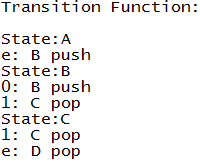 Transition Function:
State:A
e: B push
State:B
0: B push
1: C pop
State:C
1: C pop
e: D pop